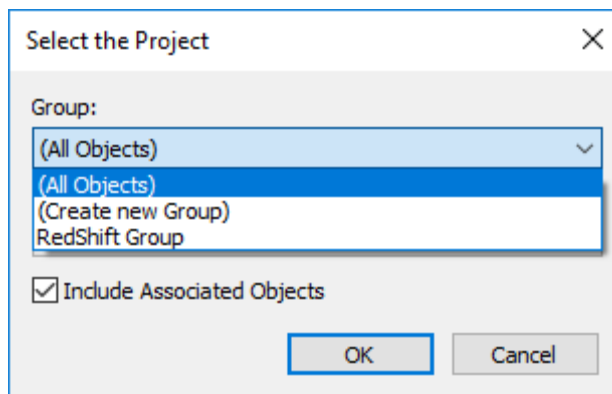 Select the Project
Group:
(All Objects)
(All Objects)
(Create new Group)
RedShift Group
Include Associated Objects
OK
Cancel